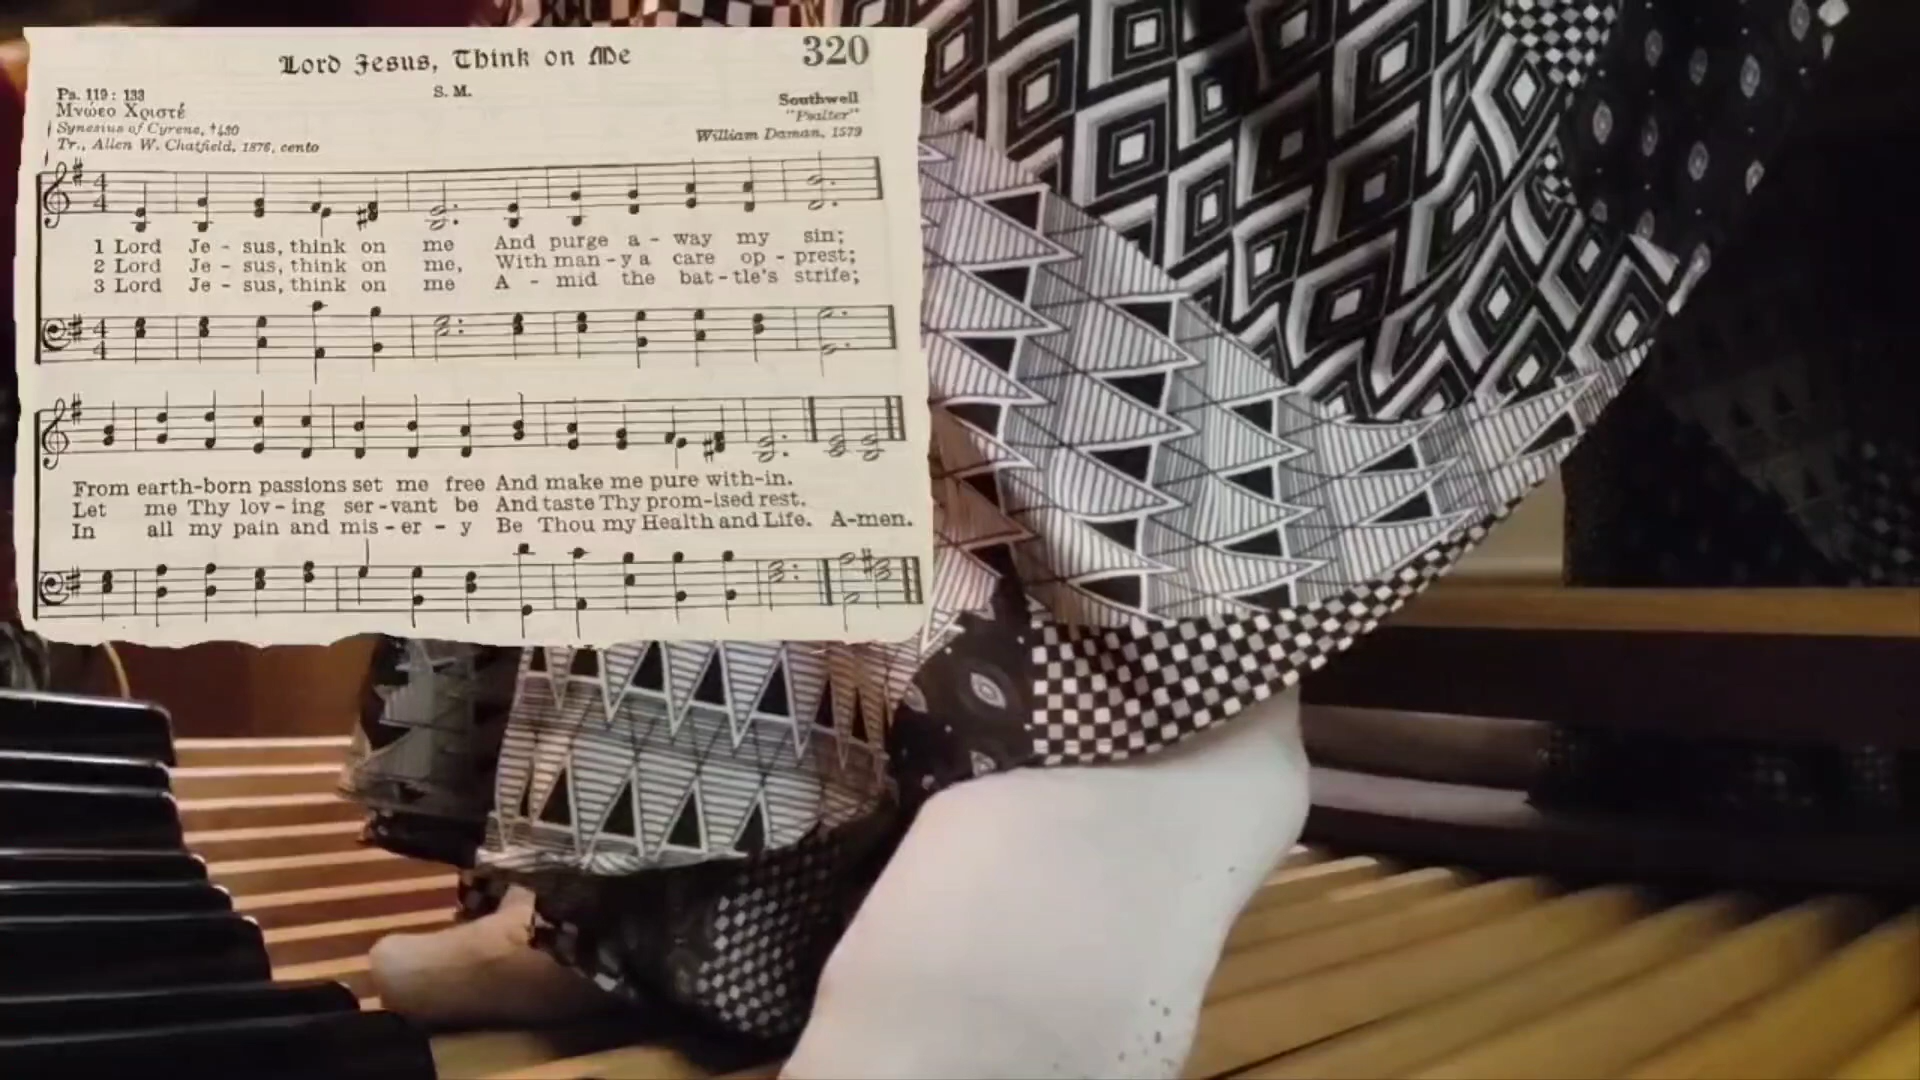 Lord Jesus, Think on Me
320
S. M.
Ps. 119: 133
Μνώεο Χριστέ
Synesius of Cyrene, †430
Tr., Allen W. Chatfield, 1876, cento
Southwell
"Psalter"
William Daman, 1579
4
4
1 Lord Je - sus, think on me And purge a - way my sin;
2 Lord Je - sus, think on me, With man - y a care op - prest;
3 Lord Je - sus, think on me A - mid the bat - tle's strife;
4
4
From earth-born passions set me free And make me pure with-in.
Let me Thy lov - ing ser - vant be And taste Thy prom-ised rest.
In all my pain and mis - er - y Be Thou my Health and Life. A-men.